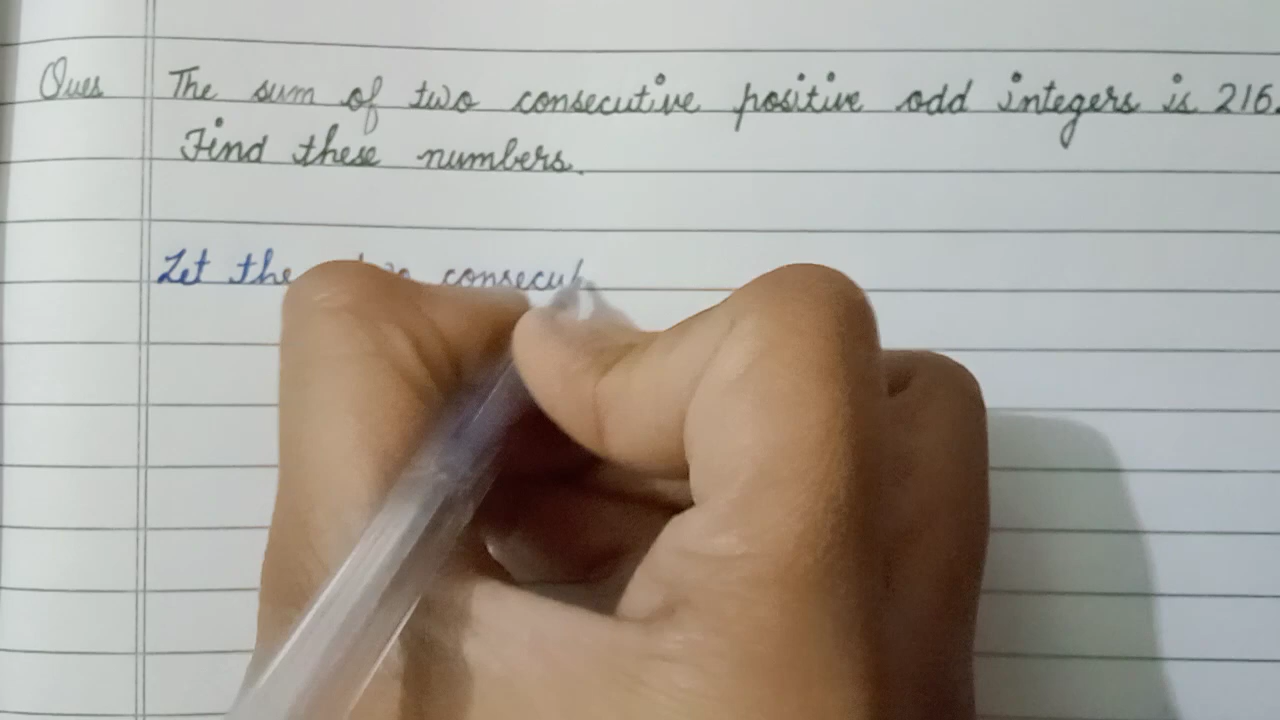 Ques The sum of two consecutive positive odd integers is 216.
Find these numbers.
Let the